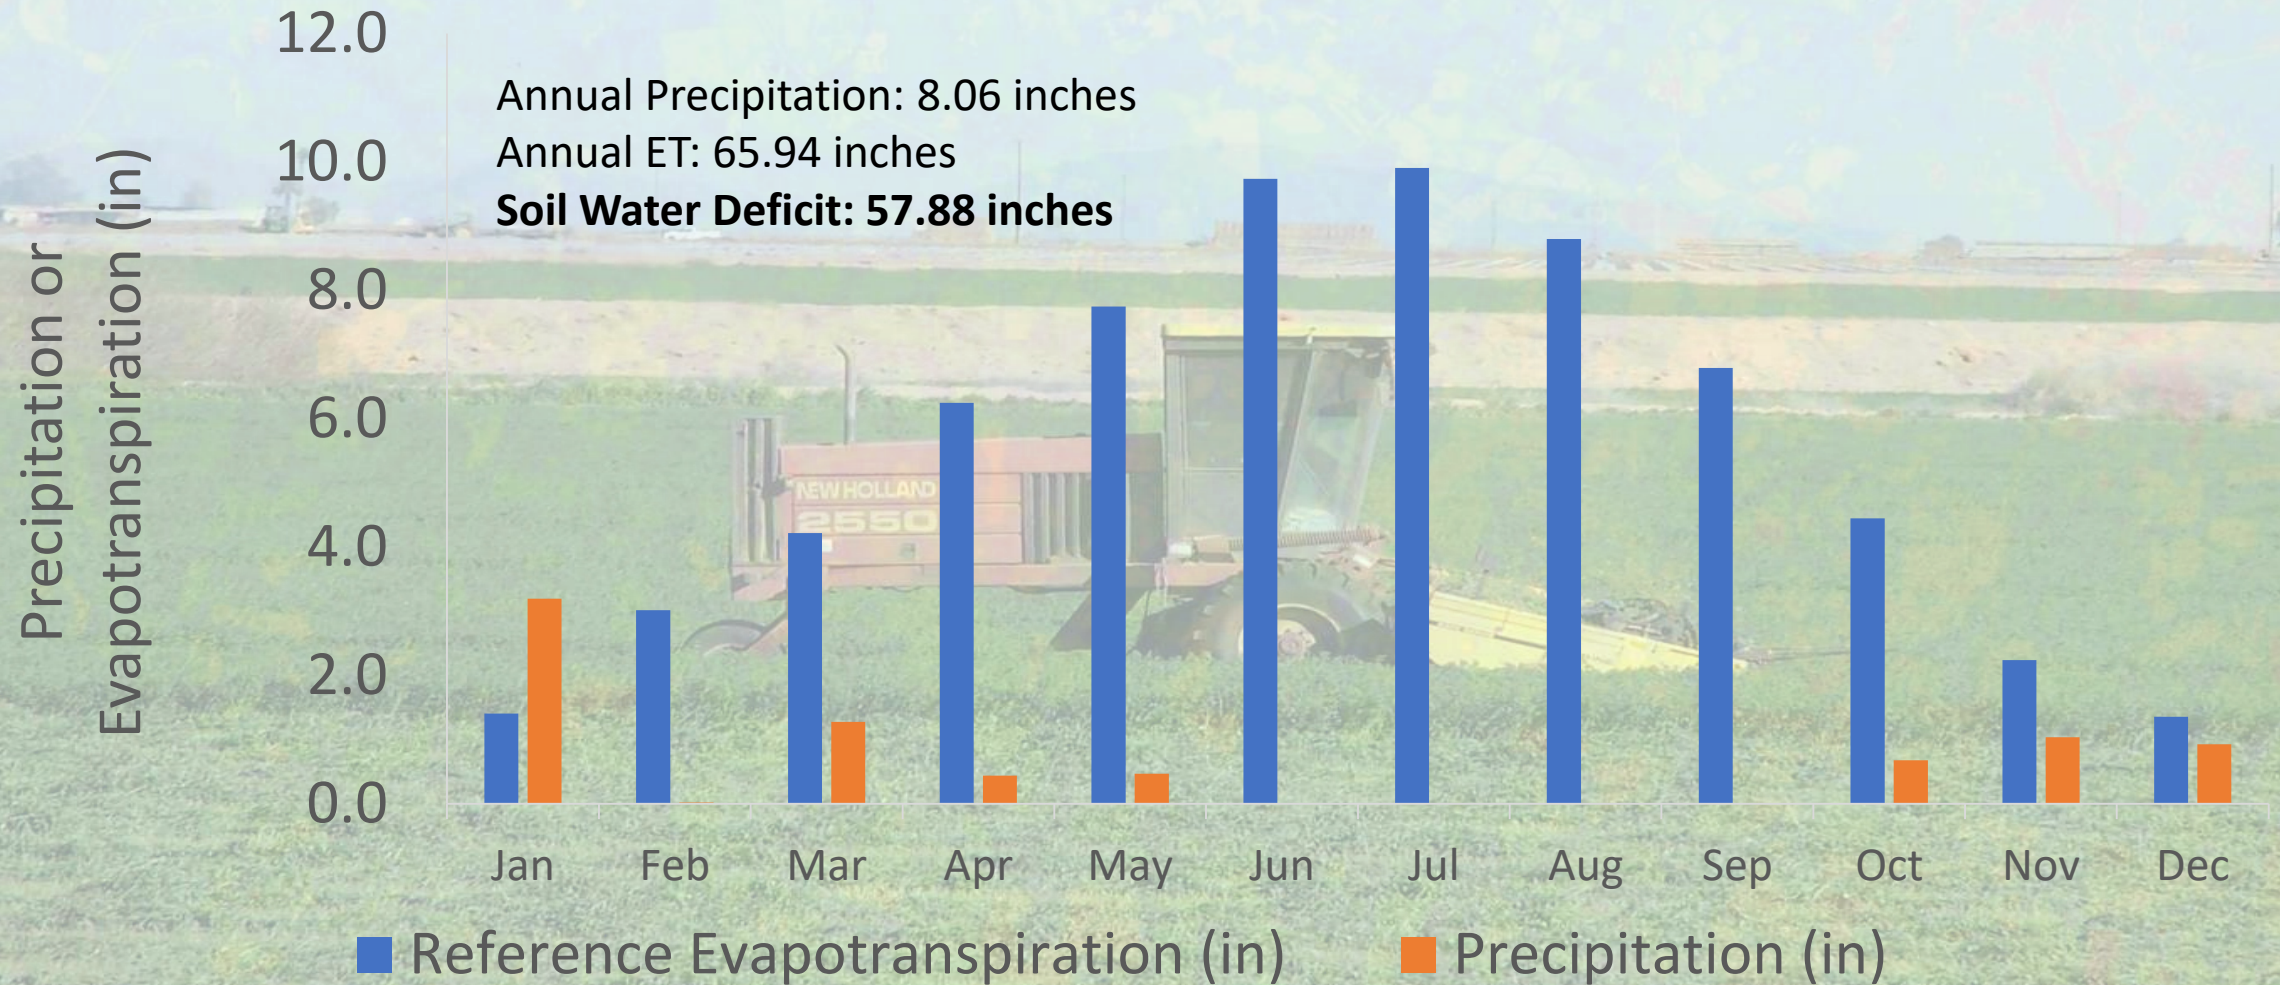 12.0
10.0
8.0
6.0
4.0
2.0
0.0
Precipitation or
Evapotranspiration (in)
Annual Precipitation: 8.06 inches
Annual ET: 65.94 inches
Soil Water Deficit: 57.88 inches
NEW HOLLAND
2550
Jan Feb Mar Apr May Jun Jul Aug Sep Oct Nov Dec
Reference Evapotranspiration (in) Precipitation (in)